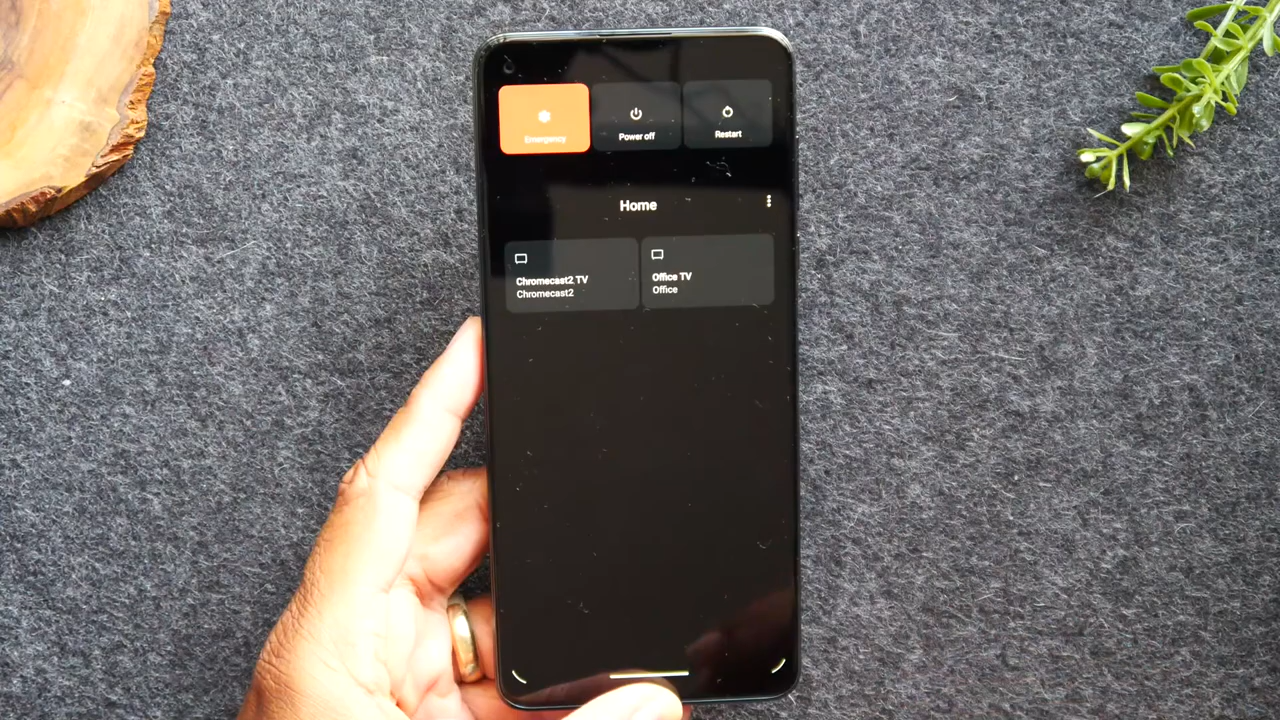 Emergency
Power off
Restart
Home
Chromecast2 TV
Chromecast2
Office TV
Office